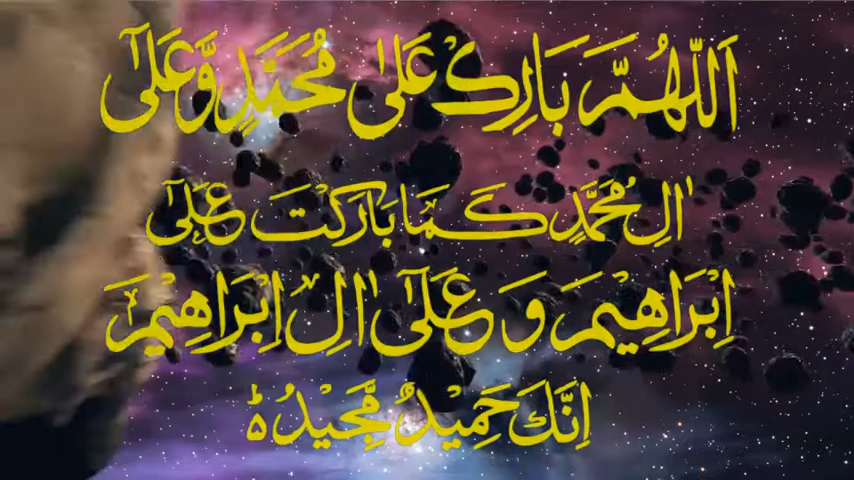 اَللّٰهُمَّ بَارِكْ عَلٰى مُحَمَّدٍ وَّعَلٰٓى
اٰلِ مُحَمَّدٍ كَمَا بَارَكْتَ عَلٰٓى
اِبْرَاهِيْمَ وَ عَلٰٓى اٰلِ اِبْرَاهِيْمَ
اِنَّكَ حَمِيْدٌ مَّجِيْدٌ ؕ